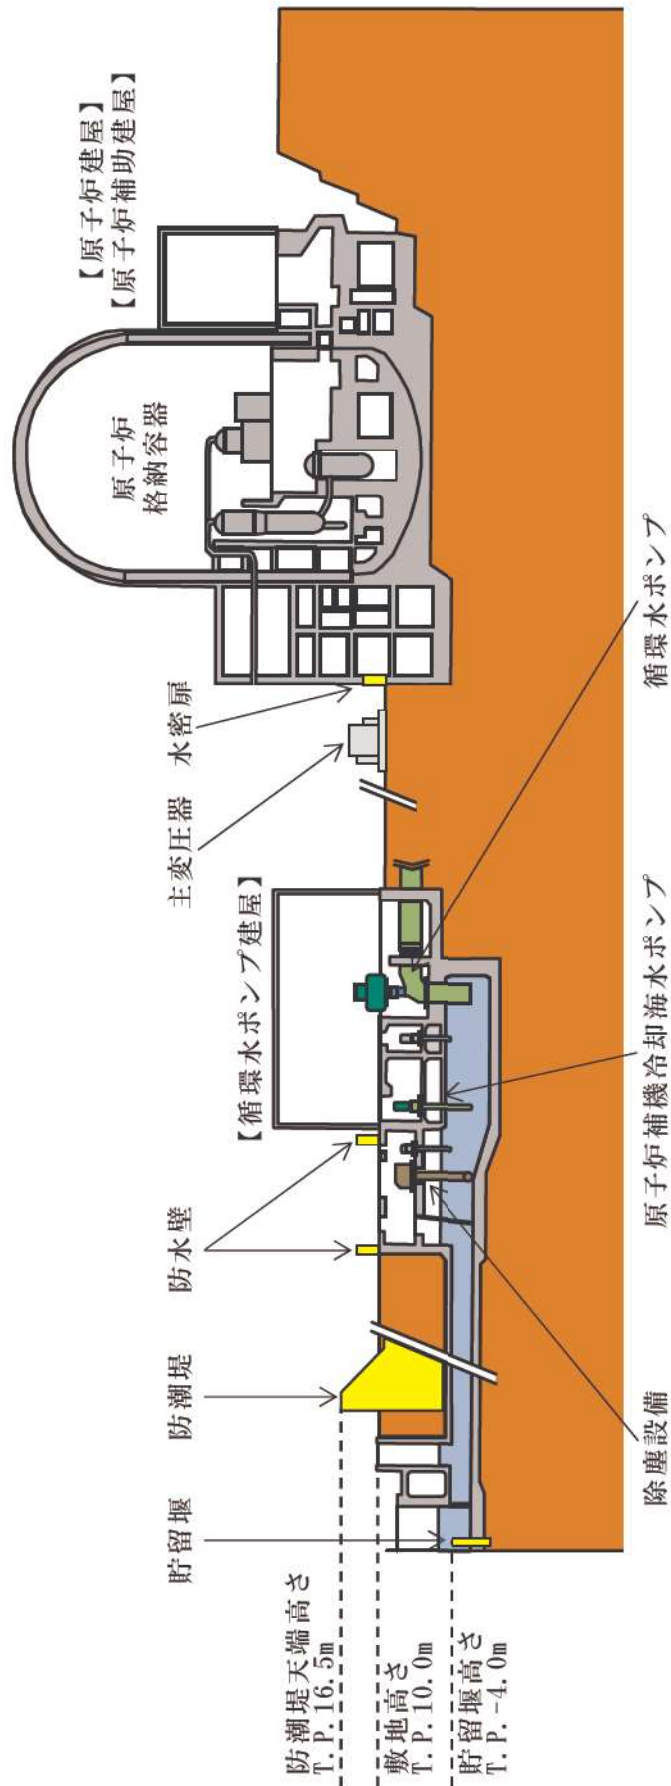 【原子炉建屋】
【原子炉補助建屋】
原子炉
格納容器
水密扉
主変圧器
【循環水ポンプ建屋】
防水壁
防潮堤
貯留堰
防潮堤天端高さ
T.P.16.5m
敷地高さ
T.P.10.0m
貯留堰高さ
T.P.-4.0m
循環水ポンプ
原子炉補機冷却海水ポンプ
除塵設備